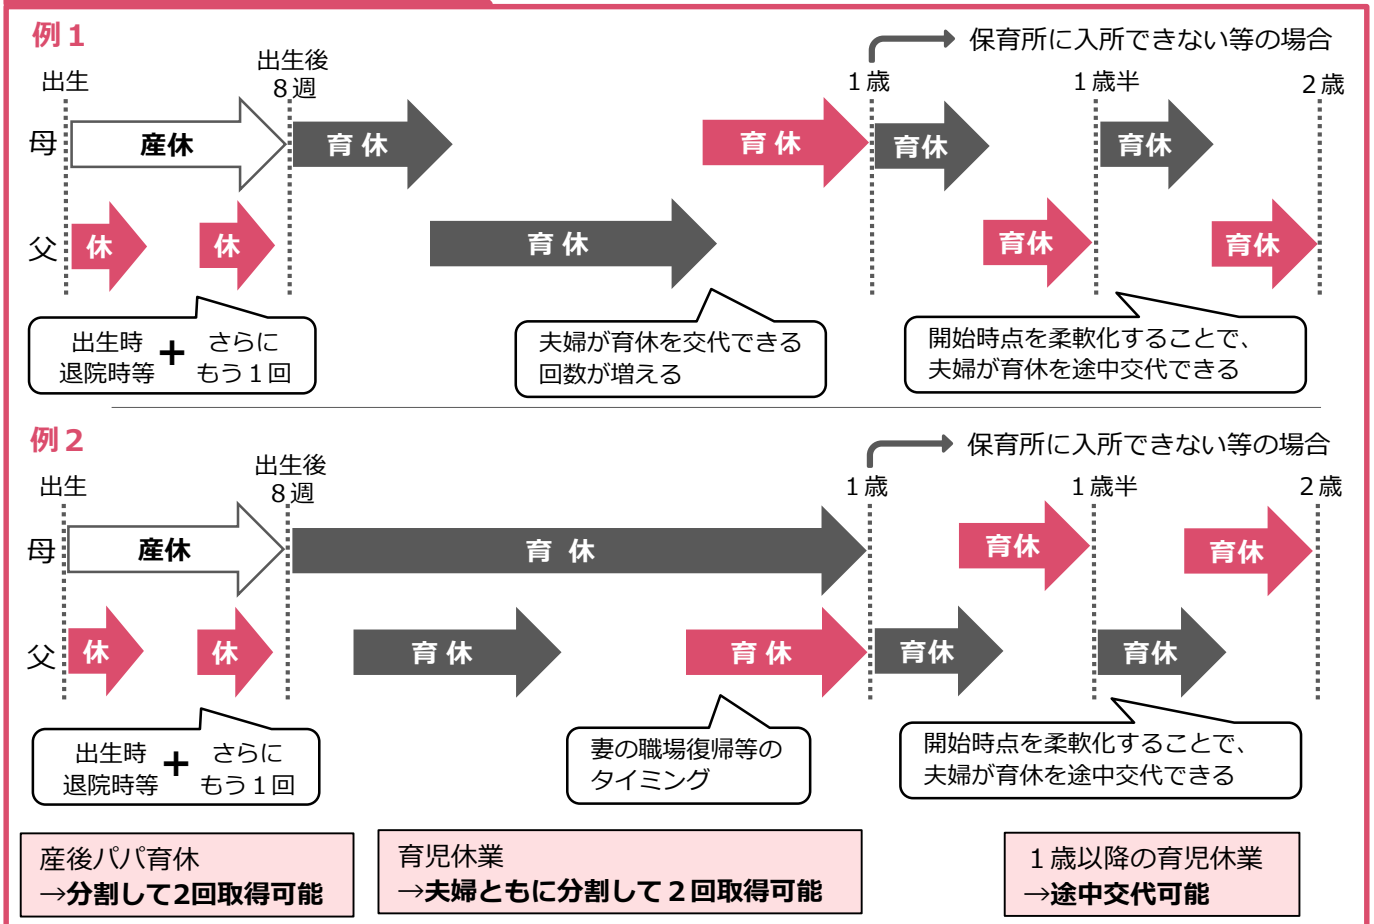 例１
保育所に入所できない等の場合
出生
出生後
８週
１歳
１歳半
２歳
母
産休
育 休
育 休
育休
育休
父
休
休
育 休
育休
育休
出生時
退院時等
＋
さらに
もう１回
夫婦が育休を交代できる
回数が増える
開始時点を柔軟化することで、
夫婦が育休を途中交代できる
例２
保育所に入所できない等の場合
出生
出生後
８週
１歳
１歳半
２歳
母
産休
育 休
育休
育休
父
休
休
育 休
育 休
育休
育休
出生時
退院時等
＋
さらに
もう１回
妻の職場復帰等の
タイミング
開始時点を柔軟化することで、
夫婦が育休を途中交代できる
産後パパ育休
→分割して2回取得可能
育児休業
→夫婦ともに分割して２回取得可能
１歳以降の育児休業
→途中交代可能